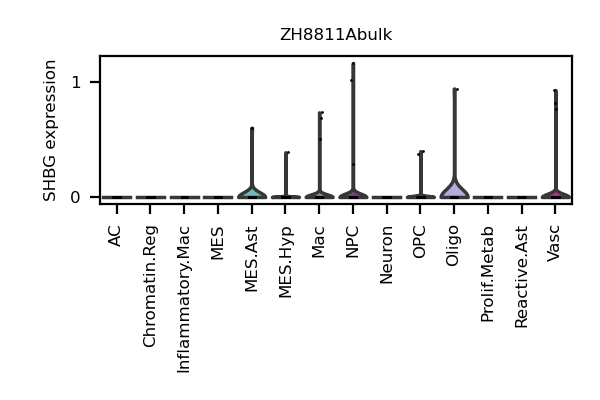 ZH8811Abulk
SHBG expression
1
0
AC
Chromatin.Reg
Inflammatory.Mac
MES
MES.Ast
MES.Hyp
Mac
NPC
Neuron
OPC
Oligo
Prolif.Metab
Reactive.Ast
Vasc